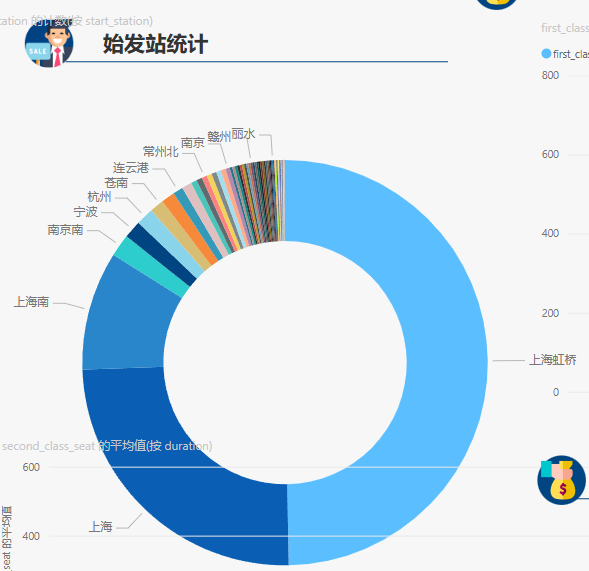 tation 的计数(按 start_station)
SALE
始发站统计
first_class
first_clas
800
600
400
200
0
丽水
赣州
南京
常州北
连云港
苍南
杭州
宁波
南京南
上海南
上海虹桥
上海
second_class_seat 的平均值(按 duration)
600
400
seat 的平均值
$